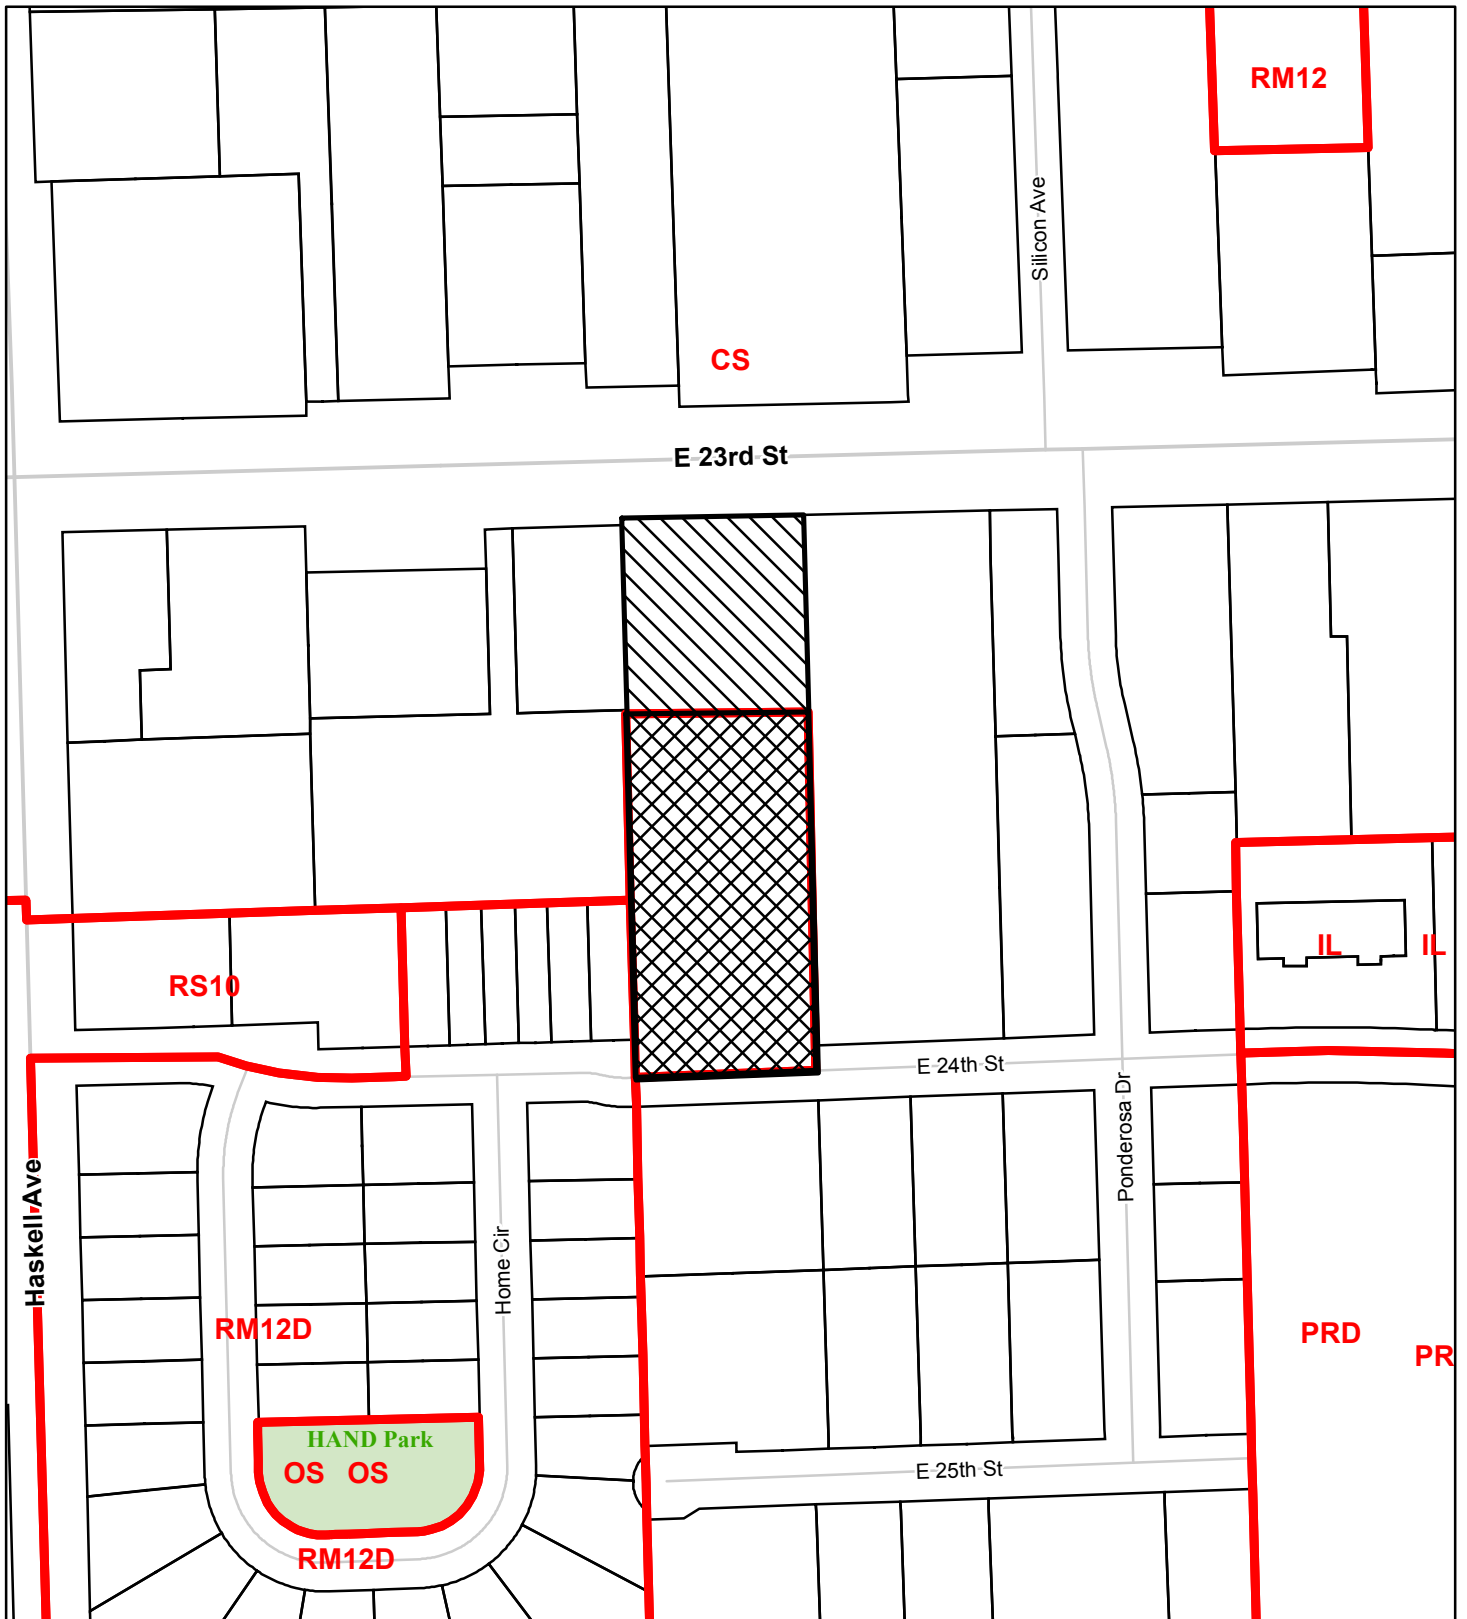 RM12
Silicon Ave
CS
E 23rd St
IL
IL
RS10
E 24th St
Ponderosa Dr
Haskell Ave
Home Cir
RM12D
PRD
PR
HAND Park
OS OS
E 25th St
RM12D